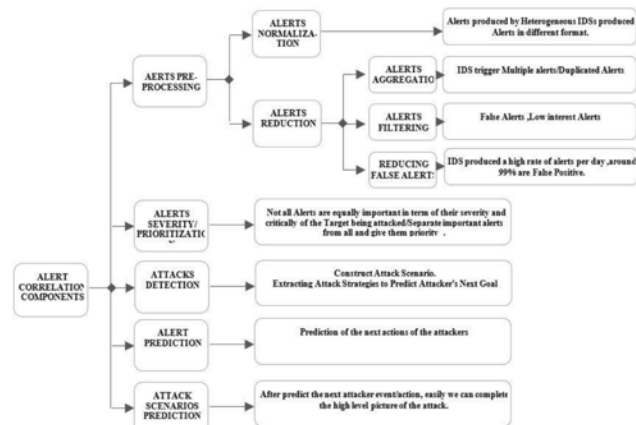 ALERTS
NORMALIZA-
TION
Alerts produced by Heterogeneous IDSs produced
Alerts in different format.
AERTS PRE-
PROCESSING
ALERTS
AGGREGATIO
IDS trigger Multiple alerts/Duplicated Alerts
ALERTS
REDUCTION
ALERTS
FILTERING
False Alerts ,Low interest Alerts
REDUCING
FALSE ALERT
IDS produced a high rate of alerts per day ,around
99% are False Positive.
ALERTS
SEVERITY/
PRIORITIZATI
Not all Alerts are equally important in term of their severity and
critically of the Target being attacked/Separate important alerts
from all and give them priority .
ALERT
CORRELATION
COMPONENTS
ATTACKS
DETECTION
Construct Attack Scenario.
Extracting Attack Strategies to Predict Attacker's Next Goal
ALERT
PREDICTION
Prediction of the next actions of the attackers
ATTACK
SCENARIOS
PREDICTION
After predict the next attacker event/action, easily we can complete
the high level picture of the attack.